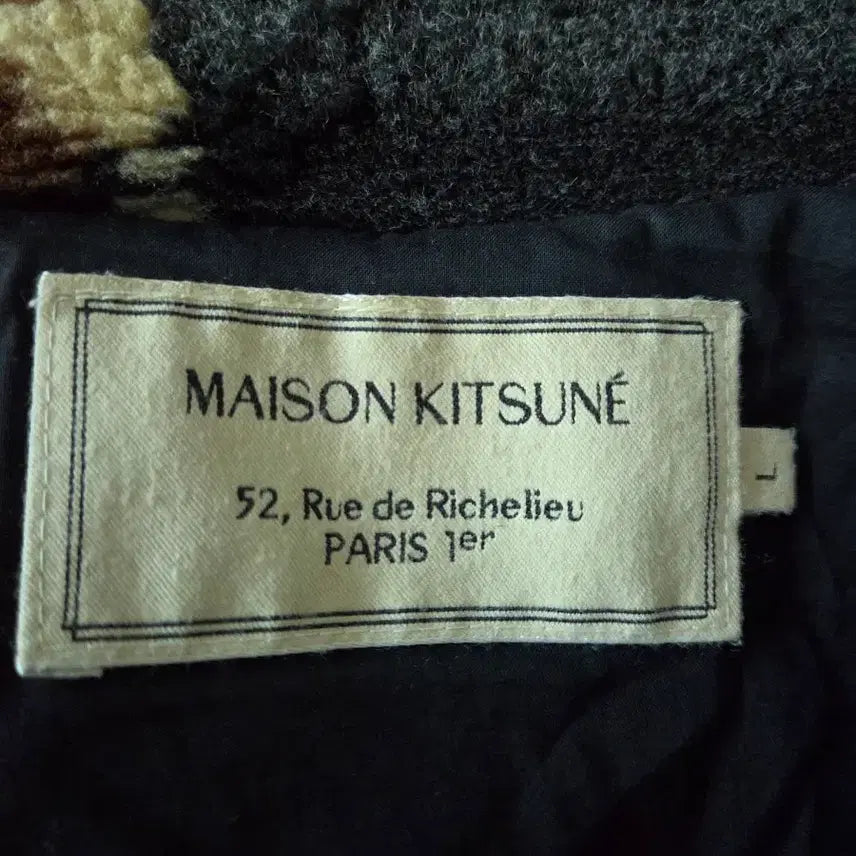 MAISON KITSUNÉ
52, Rue de Richelieu
PARIS 1er
L